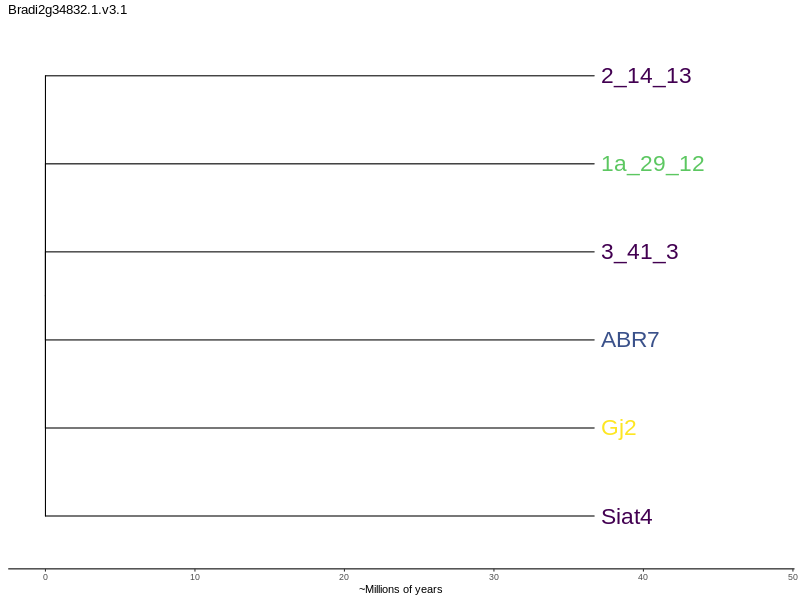 Bradi2g34832.1.v3.1
2_14_13
1a_29_12
3_41_3
ABR7
Gj2
Siat4
0 10 20 30 40 50
~Millions of years